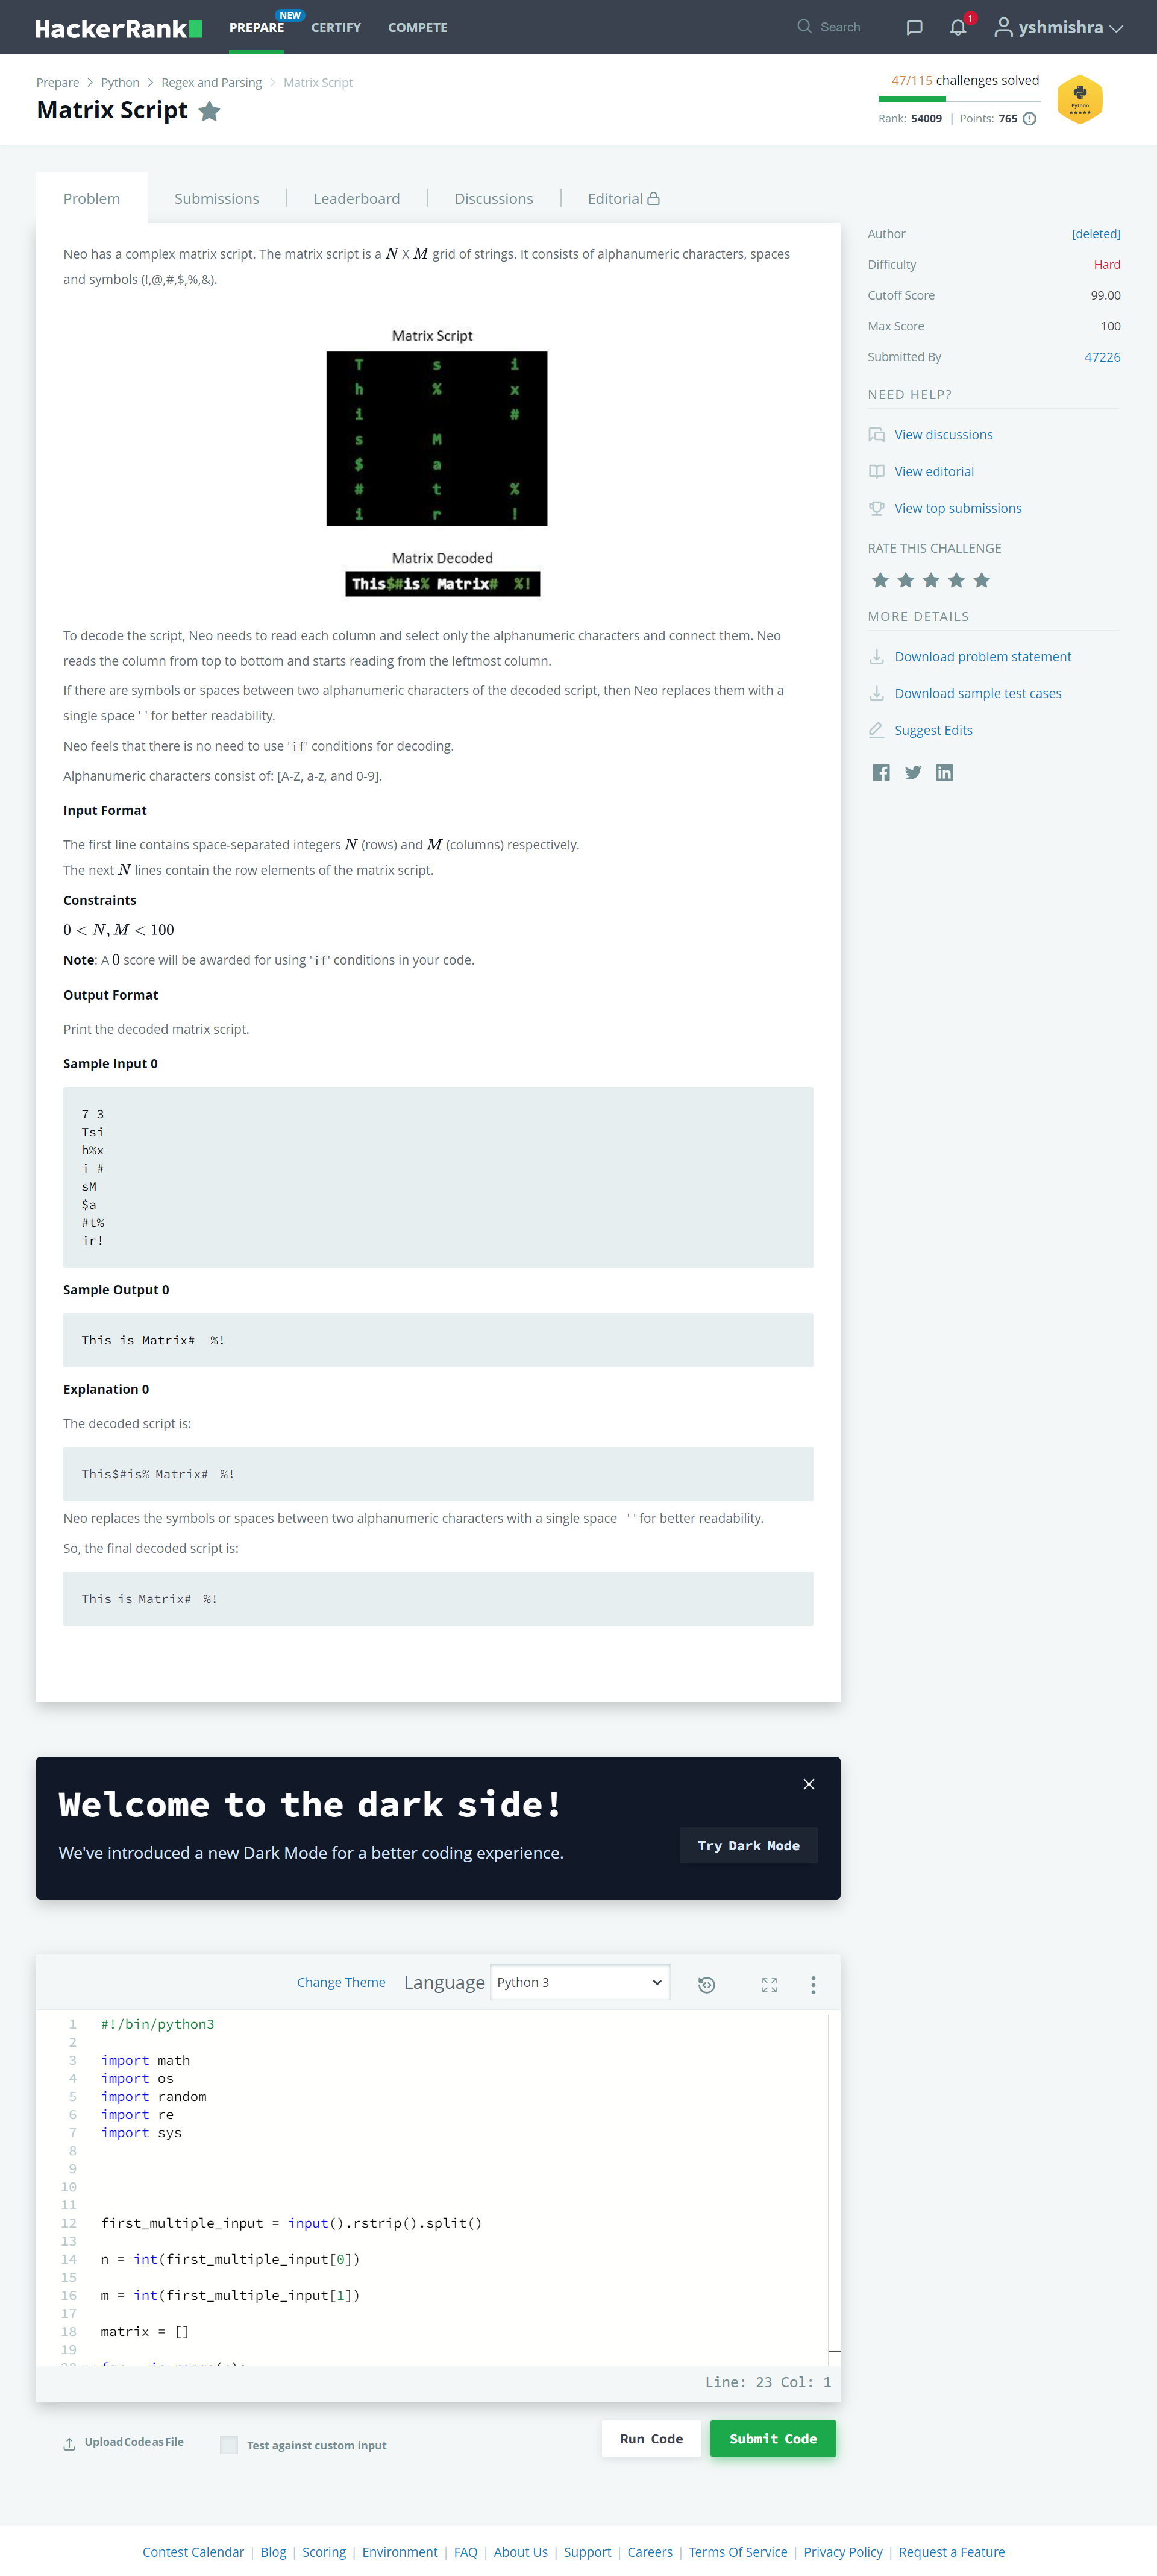 HackerRank
PREPARE
NEW
CERTIFY
COMPETE
Search
1
yshmishra
Prepare > Python > Regex and Parsing > Matrix Script
Matrix Script
47/115 challenges solved
Rank: 54009 | Points: 765
Python
Problem
Submissions
Leaderboard
Discussions
Editorial
Neo has a complex matrix script. The matrix script is a N X M grid of strings. It consists of alphanumeric characters, spaces
and symbols (!,@,#,$,%,&).
Matrix Script
T s i
h % x
i #
s M
$ a
# t %
i r !
Matrix Decoded
This$#is% Matrix#  %!
To decode the script, Neo needs to read each column and select only the alphanumeric characters and connect them. Neo
reads the column from top to bottom and starts reading from the leftmost column.
If there are symbols or spaces between two alphanumeric characters of the decoded script, then Neo replaces them with a
single space ' ' for better readability.
Neo feels that there is no need to use 'if' conditions for decoding.
Alphanumeric characters consist of: [A-Z, a-z, and 0-9].
Input Format
The first line contains space-separated integers N (rows) and M (columns) respectively.
The next N lines contain the row elements of the matrix script.
Constraints
0 < N, M < 100
Note: A 0 score will be awarded for using 'if' conditions in your code.
Output Format
Print the decoded matrix script.
Sample Input 0
7 3
Tsi
h%x
i #
sM
$a
#t%
ir!
Sample Output 0
This is Matrix#  %!
Explanation 0
The decoded script is:
This$#is% Matrix#  %!
Neo replaces the symbols or spaces between two alphanumeric characters with a single space  ' ' for better readability.
So, the final decoded script is:
This is Matrix#  %!
Author
[deleted]
Difficulty
Hard
Cutoff Score
99.00
Max Score
100
Submitted By
47226
NEED HELP?
View discussions
View editorial
View top submissions
RATE THIS CHALLENGE
MORE DETAILS
Download problem statement
Download sample test cases
Suggest Edits
Welcome to the dark side!
We've introduced a new Dark Mode for a better coding experience.
Try Dark Mode
Change Theme
Language
Python 3
1 #!/bin/python3
2
3 import math
4 import os
5 import random
6 import re
7 import sys
8
9
10
11
12 first_multiple_input = input().rstrip().split()
13
14 n = int(first_multiple_input[0])
15
16 m = int(first_multiple_input[1])
17
18 matrix = []
19
Line: 23 Col: 1
Upload Code as File
Test against custom input
Run Code
Submit Code
Contest Calendar | Blog | Scoring | Environment | FAQ | About Us | Support | Careers | Terms Of Service | Privacy Policy | Request a Feature